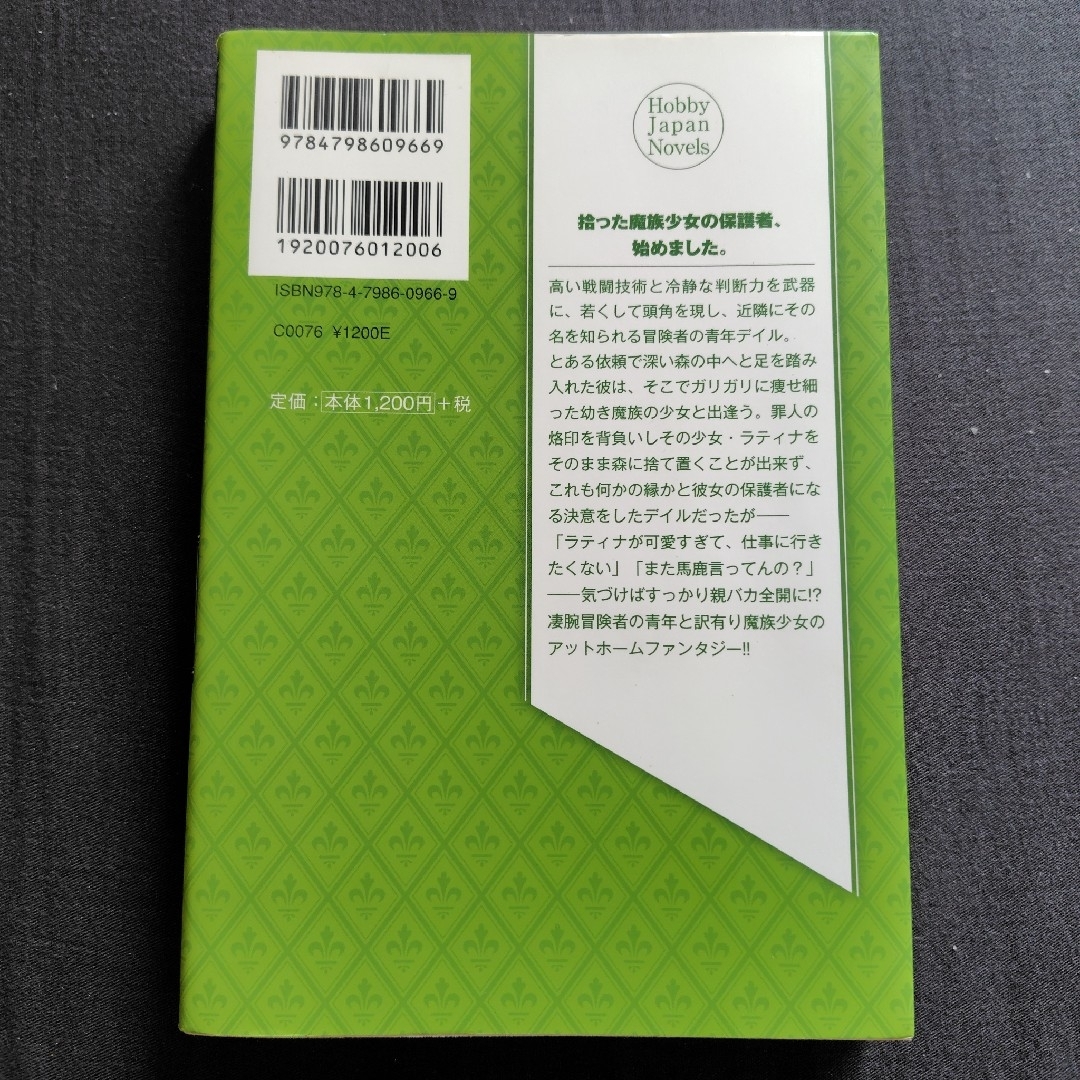 9784798609669
1920076012006
ISBN978-4-7986-0966-9
C0076 ¥1200E
定価：本体1,200円+税
Hobby
Japan
Novels
拾った魔族少女の保護者、
始めました。
高い戦闘技術と冷静な判断力を武器
に、若くして頭角を現し、近隣にその
名を知られる冒険者の青年デイル。
とある依頼で深い森の中へと足を踏み
入れた彼は、そこでガリガリに痩せ細
った幼き魔族の少女と出逢う。罪人の
烙印を背負いしその少女・ラティナを
そのまま森に捨て置くことが出来ず、
これも何かの縁かと彼女の保護者にな
る決意をしたデイルだったが――
「ラティナが可愛すぎて、仕事に行き
たくない」「また馬鹿言ってんの？」
――気づけばすっかり親バカ全開に!?
凄腕冒険者の青年と訳有り魔族少女の
アットホームファンタジー!!